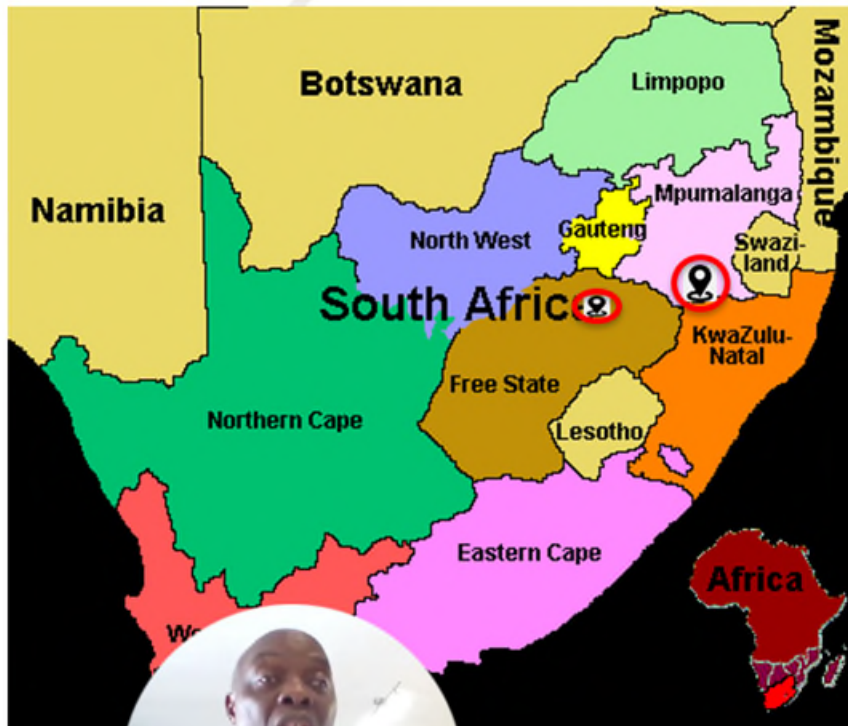 Botswana
Limpopo
Mozambique
Namibia
Mpumalanga
North West
Gauteng
Swazi-
land
South Afric
KwaZulu-
Natal
Free State
Northern Cape
Lesotho
Eastern Cape
Africa